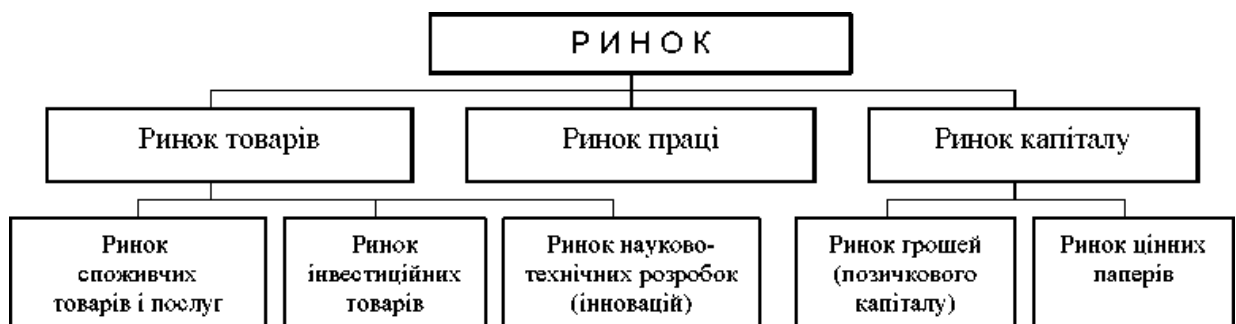 Р И Н О К
Ринок товарів
Ринок праці
Ринок капіталу
Ринок
споживчих
товарів і послуг
Ринок
інвестиційних
товарів
Ринок науково-
технічних розробок
(інновацій)
Ринок грошей
(позичкового
капіталу)
Ринок цінних
паперів